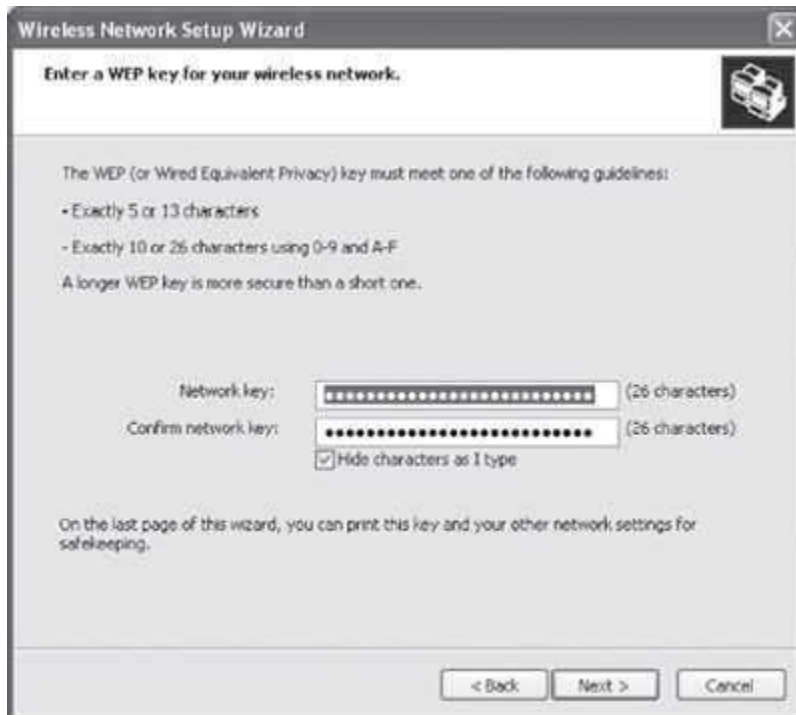 Wireless Network Setup Wizard
Enter a WEP key for your wireless network.
The WEP (or Wired Equivalent Privacy) key must meet one of the following guidelines:
- Exactly 5 or 13 characters
- Exactly 10 or 26 characters using 0-9 and A-F
A longer WEP key is more secure than a short one.
Network key: (26 characters)
Confirm network key: (26 characters)
Hide characters as I type
On the last page of this wizard, you can print this key and your other network settings for
safekeeping.
< Back Next > Cancel